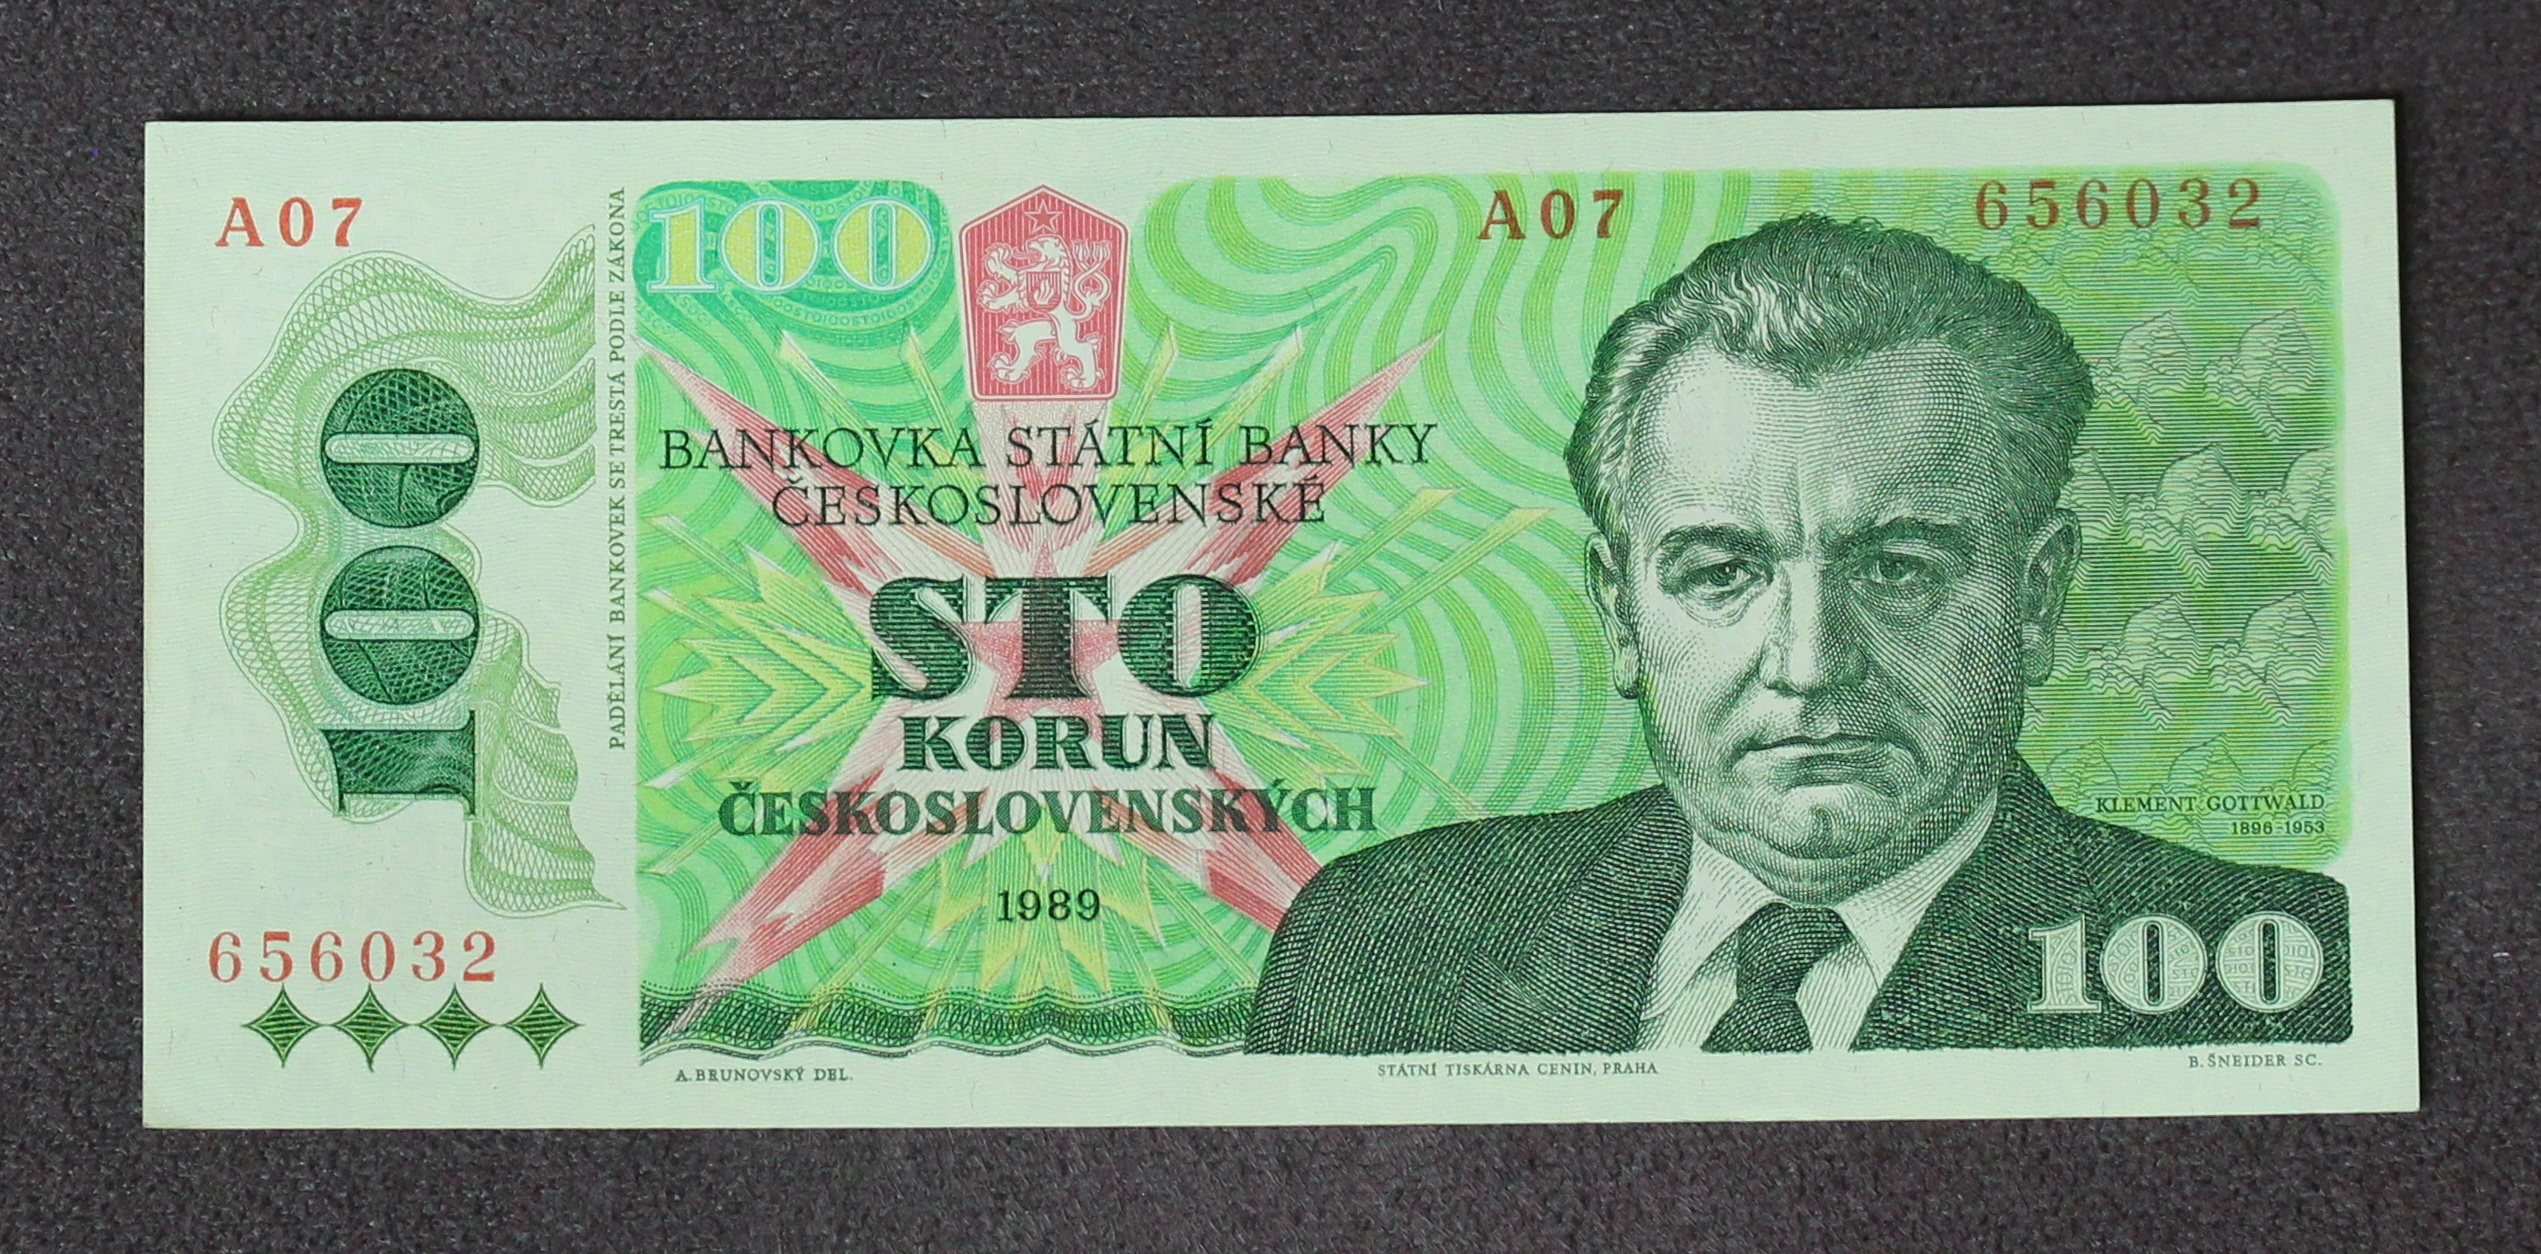 A07
PADĚLÁNÍ BANKOVEK SE TRESTÁ PODLE ZÁKONA
100
656032
100
A07
656032
BANKOVKA STÁTNÍ BANKY
ČESKOSLOVENSKÉ
STO
KORUN
ČESKOSLOVENSKÝCH
1989
KLEMENT GOTTWALD
1896-1953
100
A. BRUNOVSKÝ DEL.
STÁTNÍ TISKÁRNA CENIN, PRAHA
B. ŠNEIDER SC.